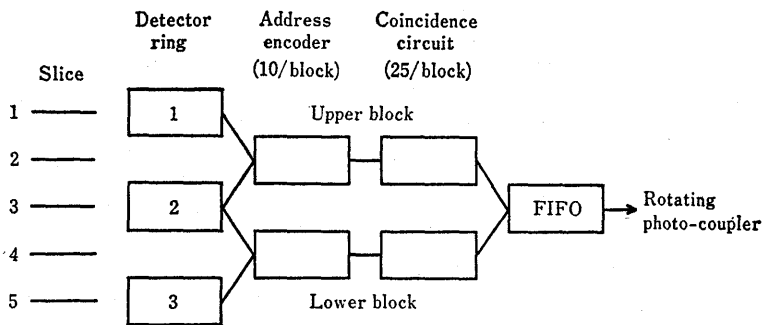 Detector
ring
Address
encoder
(10/block)
Coincidence
circuit
(25/block)
Slice
1
1
Upper block
2
3
2
FIFO
Rotating
photo-coupler
4
5
3
Lower block